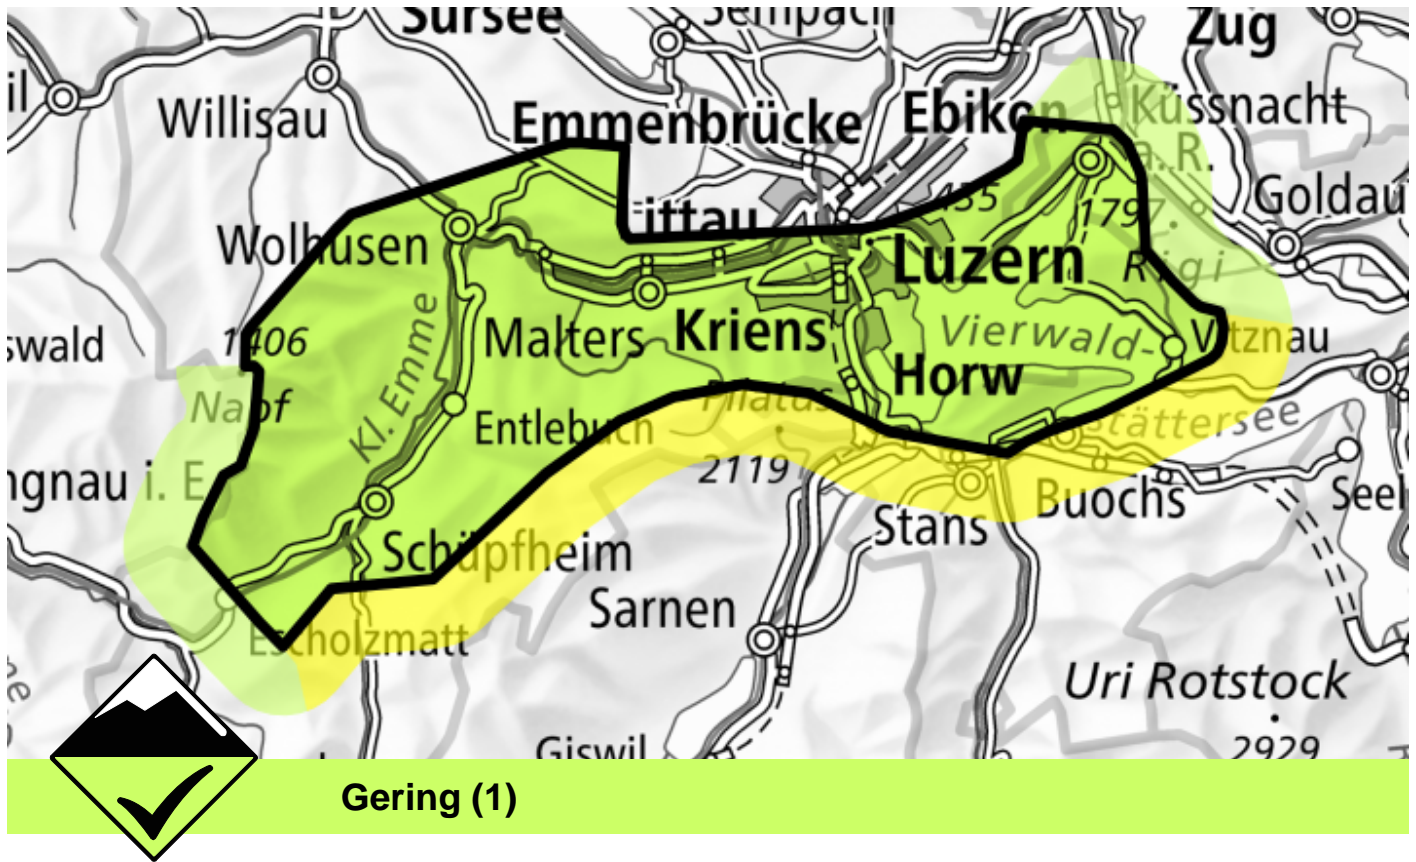 Sursee
Sempach
Zug
il
Willisau
Emmenbrücke
Ebikon
Küssnacht
a. R.
Goldau
Wolhusen
Littau
455
1797
Luzern
Rigi
swald
1406
Napf
Kl. Emme
Malters
Kriens
Vierwald-
Vitznau
Horw
Pilatus
Entlebuch
stättersee
2119
ngnau i. E.
Buochs
Seel
Stans
Schüpfheim
Sarnen
Escholzmatt
Uri Rotstock
2929
Giswil
Gering (1)